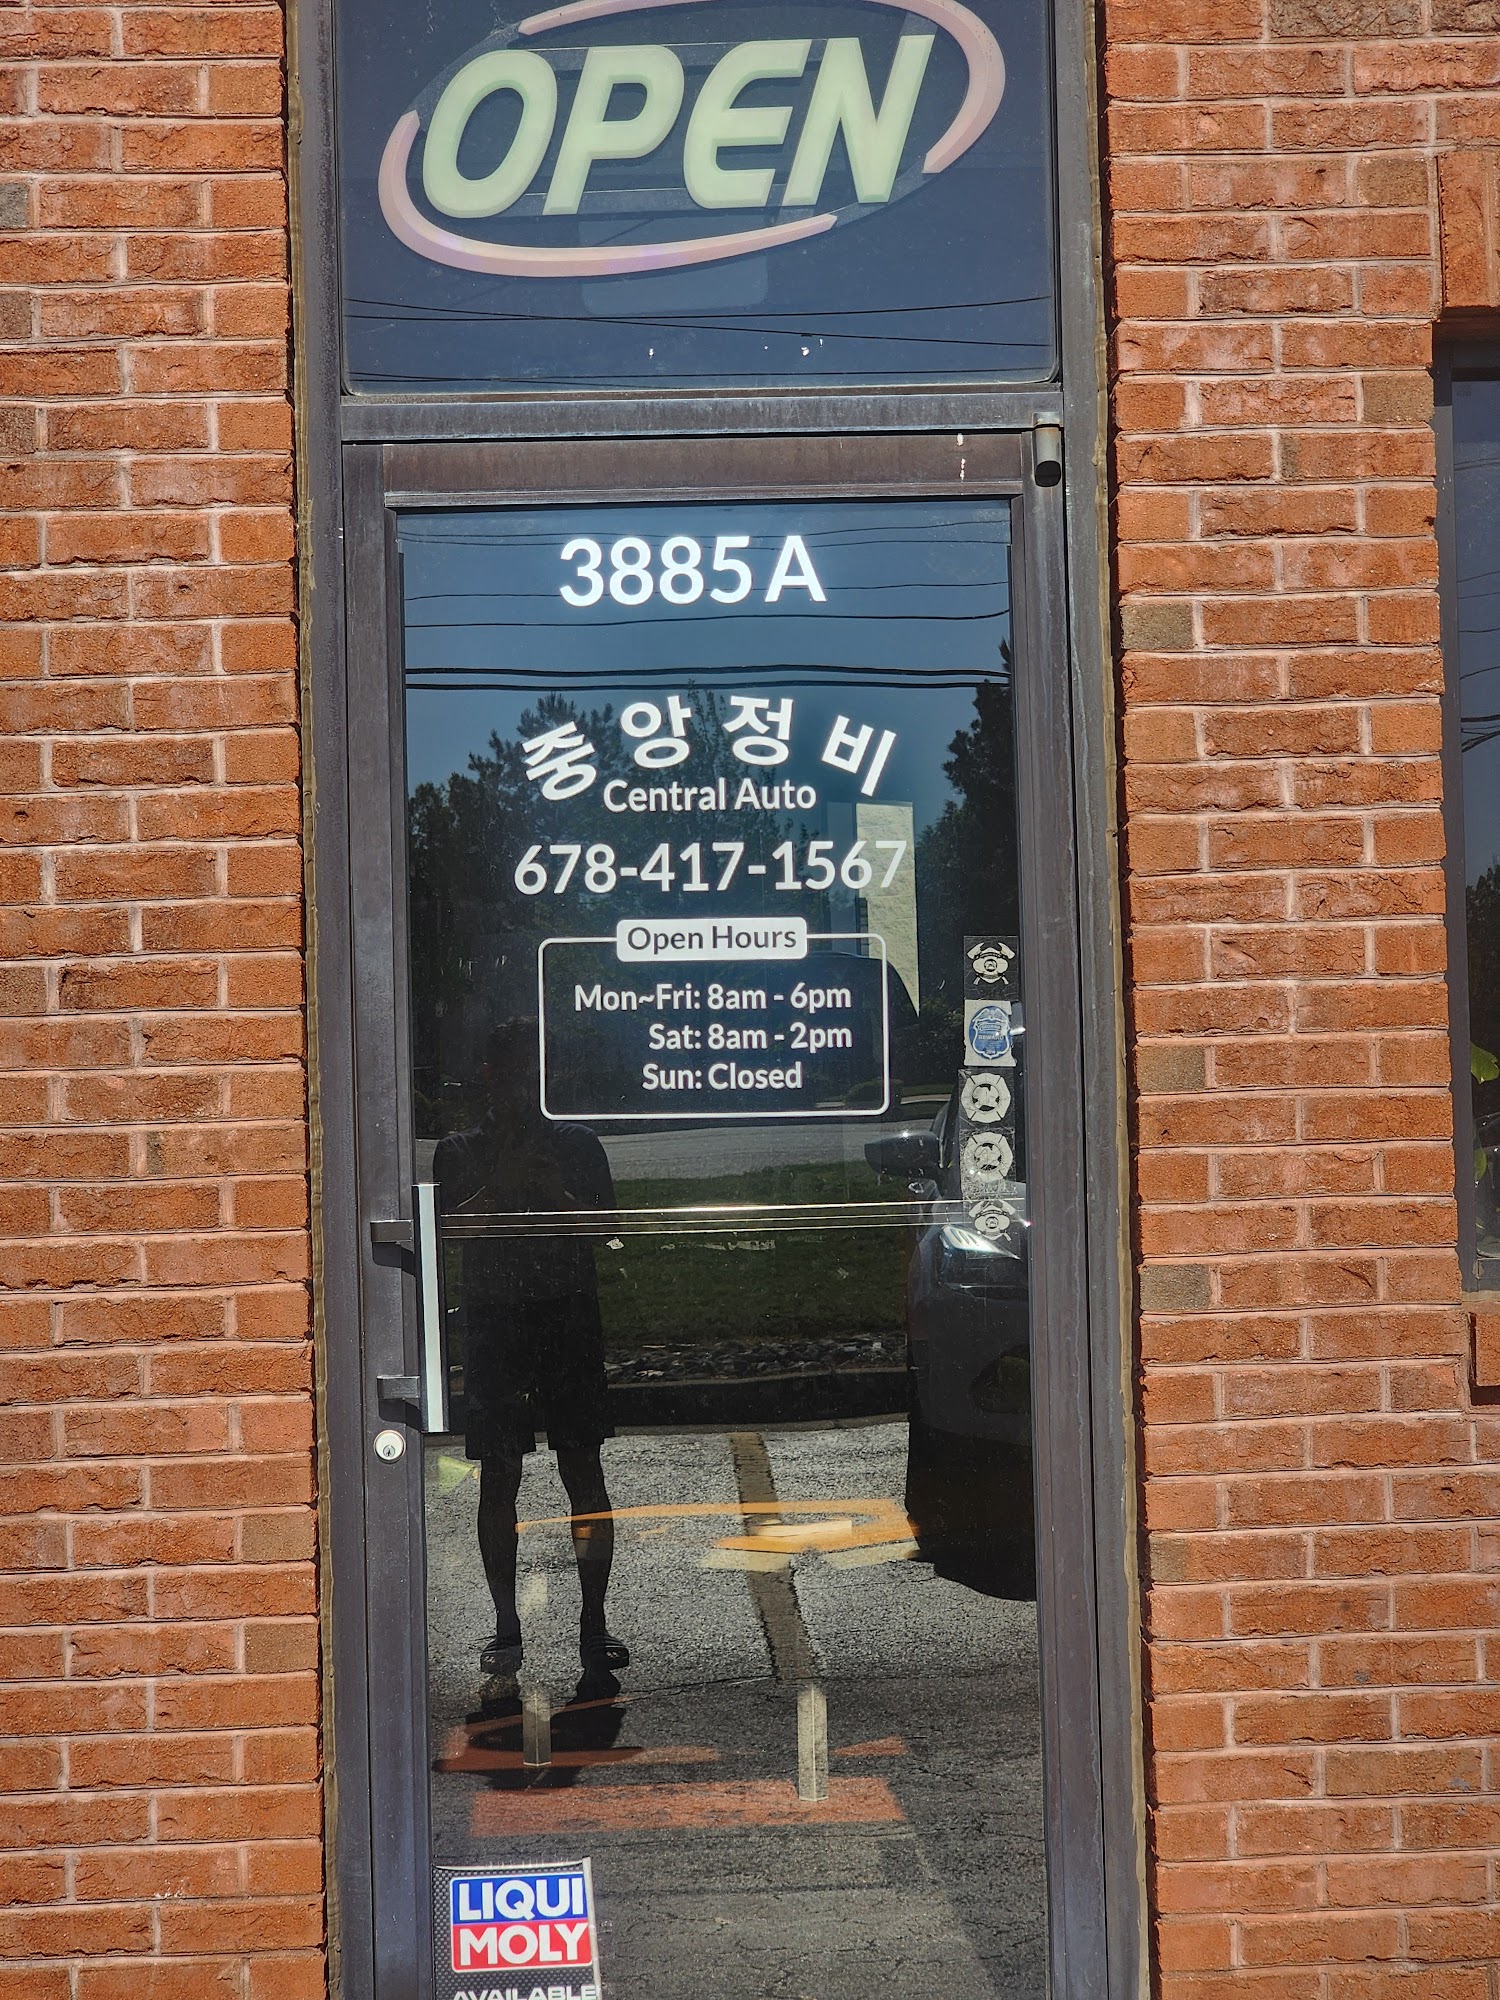 OPEN
3885 A
중앙정비
Central Auto
678-417-1567
Open Hours
Mon~Fri: 8am - 6pm
Sat: 8am - 2pm
Sun: Closed
LIQUI
MOLY
AVAILABLE